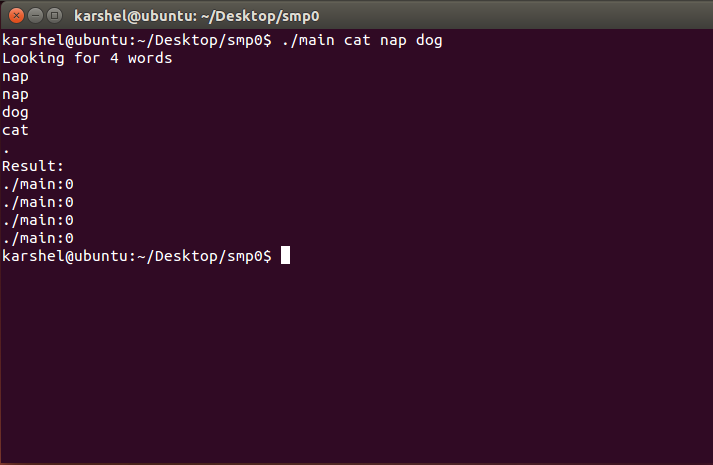 karshel@ubuntu: ~/Desktop/smp0
karshel@ubuntu:~/Desktop/smp0$ ./main cat nap dog
Looking for 4 words
nap
nap
dog
cat
.
Result:
./main:0
./main:0
./main:0
./main:0
karshel@ubuntu:~/Desktop/smp0$